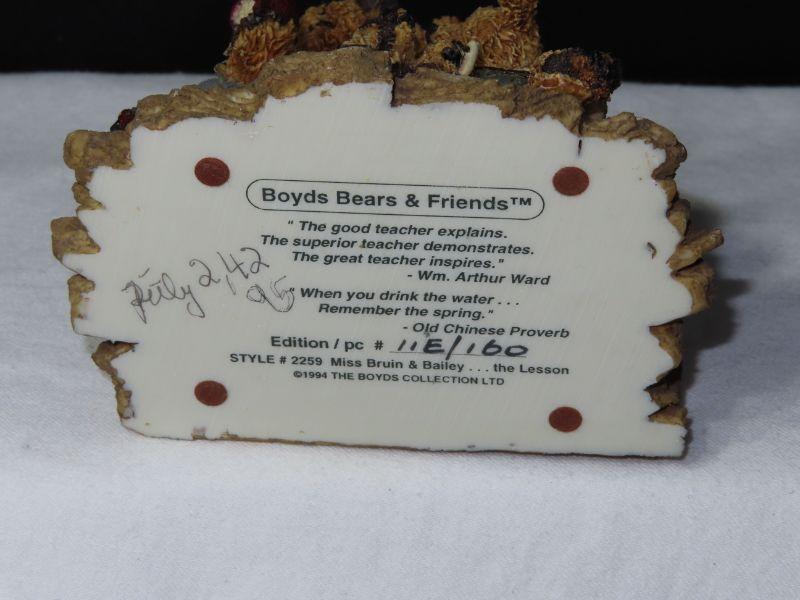 Boyds Bears & Friends™
" The good teacher explains.
The superior teacher demonstrates.
The great teacher inspires."
- Wm. Arthur Ward
"When you drink the water . . .
Remember the spring."
- Old Chinese Proverb
Edition / pc # 11E/160
STYLE # 2259 Miss Bruin & Bailey . . . the Lesson
©1994 THE BOYDS COLLECTION LTD
July 2, 42
95